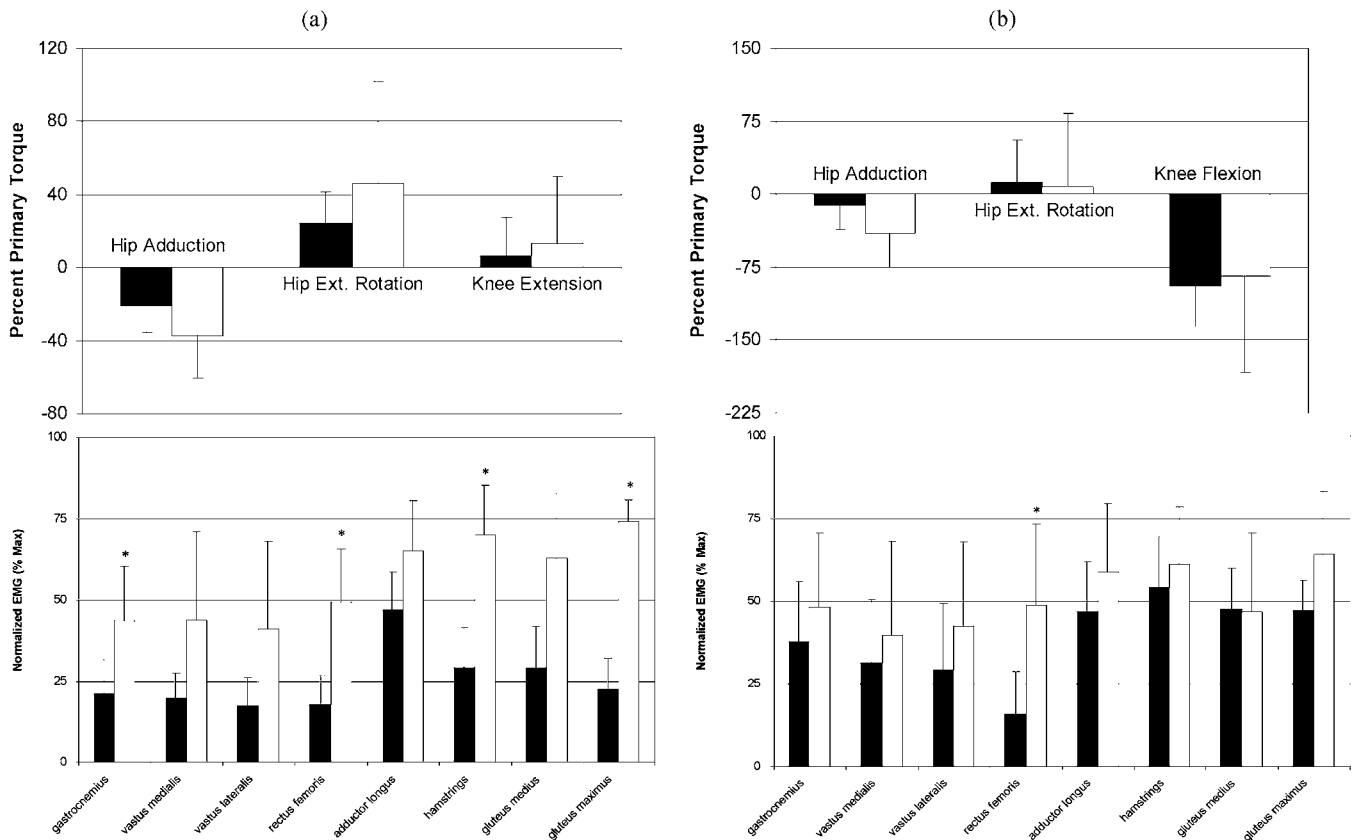 (a)
120
80
40
0
-40
-80
Percent Primary Torque
Hip Adduction
Hip Ext. Rotation
Knee Extension
100
75
50
25
0
Normalized EMG (% Max)
*
*
*
*
gastrocnemius
vastus medialis
vastus lateralis
rectus femoris
adductor longus
hamstrings
gluteus medius
gluteus maximus
(b)
150
75
0
-75
-150
-225
Percent Primary Torque
Hip Adduction
Knee Flexion
Hip Ext. Rotation
100
75
50
25
0
Normalized EMG (% Max)
*
gastrocnemius
vastus medialis
vastus lateralis
rectus femoris
adductor longus
hamstrings
gluteus medius
gluteus maximus